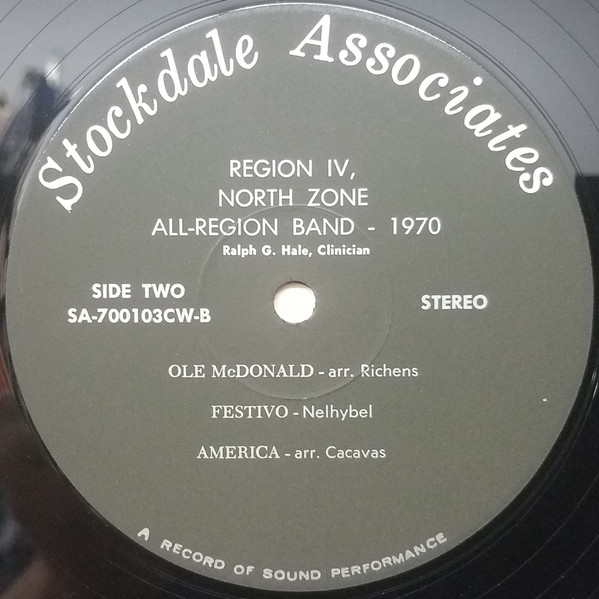 Stockdale Associates
REGION IV,
NORTH ZONE
ALL-REGION BAND - 1970
Ralph G. Hale, Clinician
SIDE TWO
SA-700103CW-B
STEREO
OLE McDONALD - arr. Richens
FESTIVO - Nelhybel
AMERICA - arr. Cacavas
A RECORD OF SOUND PERFORMANCE